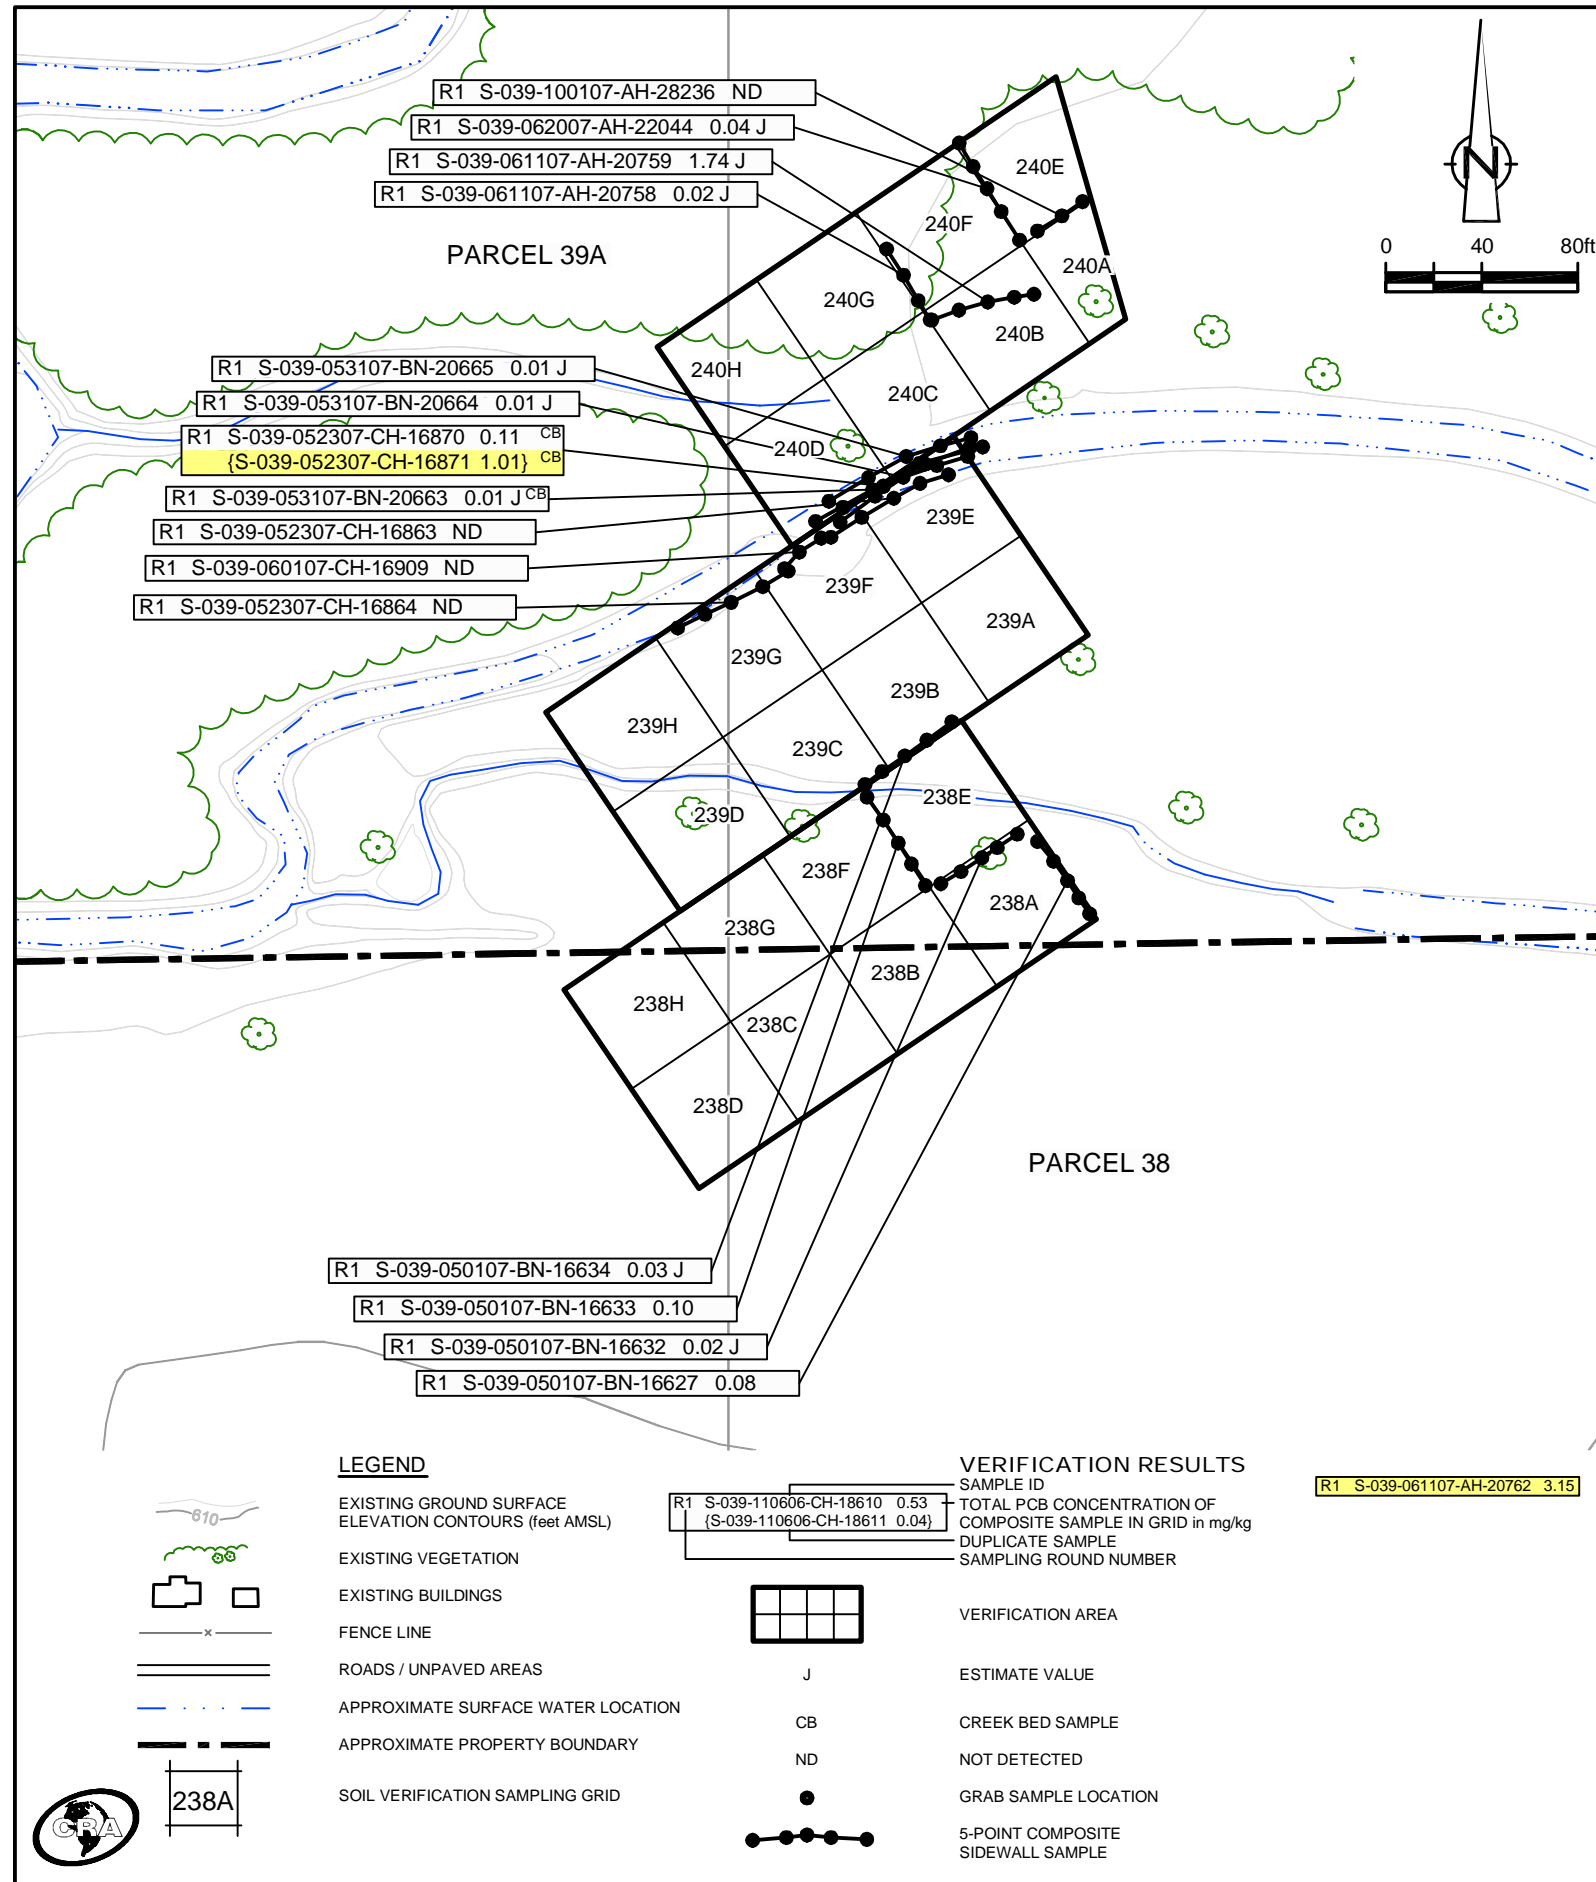 R1 S-039-100107-AH-28236 ND
R1 S-039-062007-AH-22044 0.04 J
R1 S-039-061107-AH-20759 1.74 J
R1 S-039-061107-AH-20758 0.02 J
N
0 40 80ft
PARCEL 39A
240E
240F
240A
240G
240B
240H
240C
240D
R1 S-039-053107-BN-20665 0.01 J
R1 S-039-053107-BN-20664 0.01 J
R1 S-039-052307-CH-16870 0.11 CB
{S-039-052307-CH-16871 1.01} CB
R1 S-039-053107-BN-20663 0.01 J CB
R1 S-039-052307-CH-16863 ND
R1 S-039-060107-CH-16909 ND
R1 S-039-052307-CH-16864 ND
239E
239F
239A
239G
239B
239H
239C
239D
238E
238F
238A
238G
238B
238H
238C
238D
PARCEL 38
R1 S-039-050107-BN-16634 0.03 J
R1 S-039-050107-BN-16633 0.10
R1 S-039-050107-BN-16632 0.02 J
R1 S-039-050107-BN-16627 0.08
LEGEND
610
EXISTING GROUND SURFACE
ELEVATION CONTOURS (feet AMSL)
EXISTING VEGETATION
EXISTING BUILDINGS
x
FENCE LINE
ROADS / UNPAVED AREAS
APPROXIMATE SURFACE WATER LOCATION
APPROXIMATE PROPERTY BOUNDARY
238A
SOIL VERIFICATION SAMPLING GRID
CRA
VERIFICATION RESULTS
R1 S-039-110606-CH-18610 0.53
{S-039-110606-CH-18611 0.04}
SAMPLE ID
TOTAL PCB CONCENTRATION OF
COMPOSITE SAMPLE IN GRID in mg/kg
DUPLICATE SAMPLE
SAMPLING ROUND NUMBER
R1 S-039-061107-AH-20762 3.15
VERIFICATION AREA
J ESTIMATE VALUE
CB CREEK BED SAMPLE
ND NOT DETECTED
GRAB SAMPLE LOCATION
5-POINT COMPOSITE
SIDEWALL SAMPLE